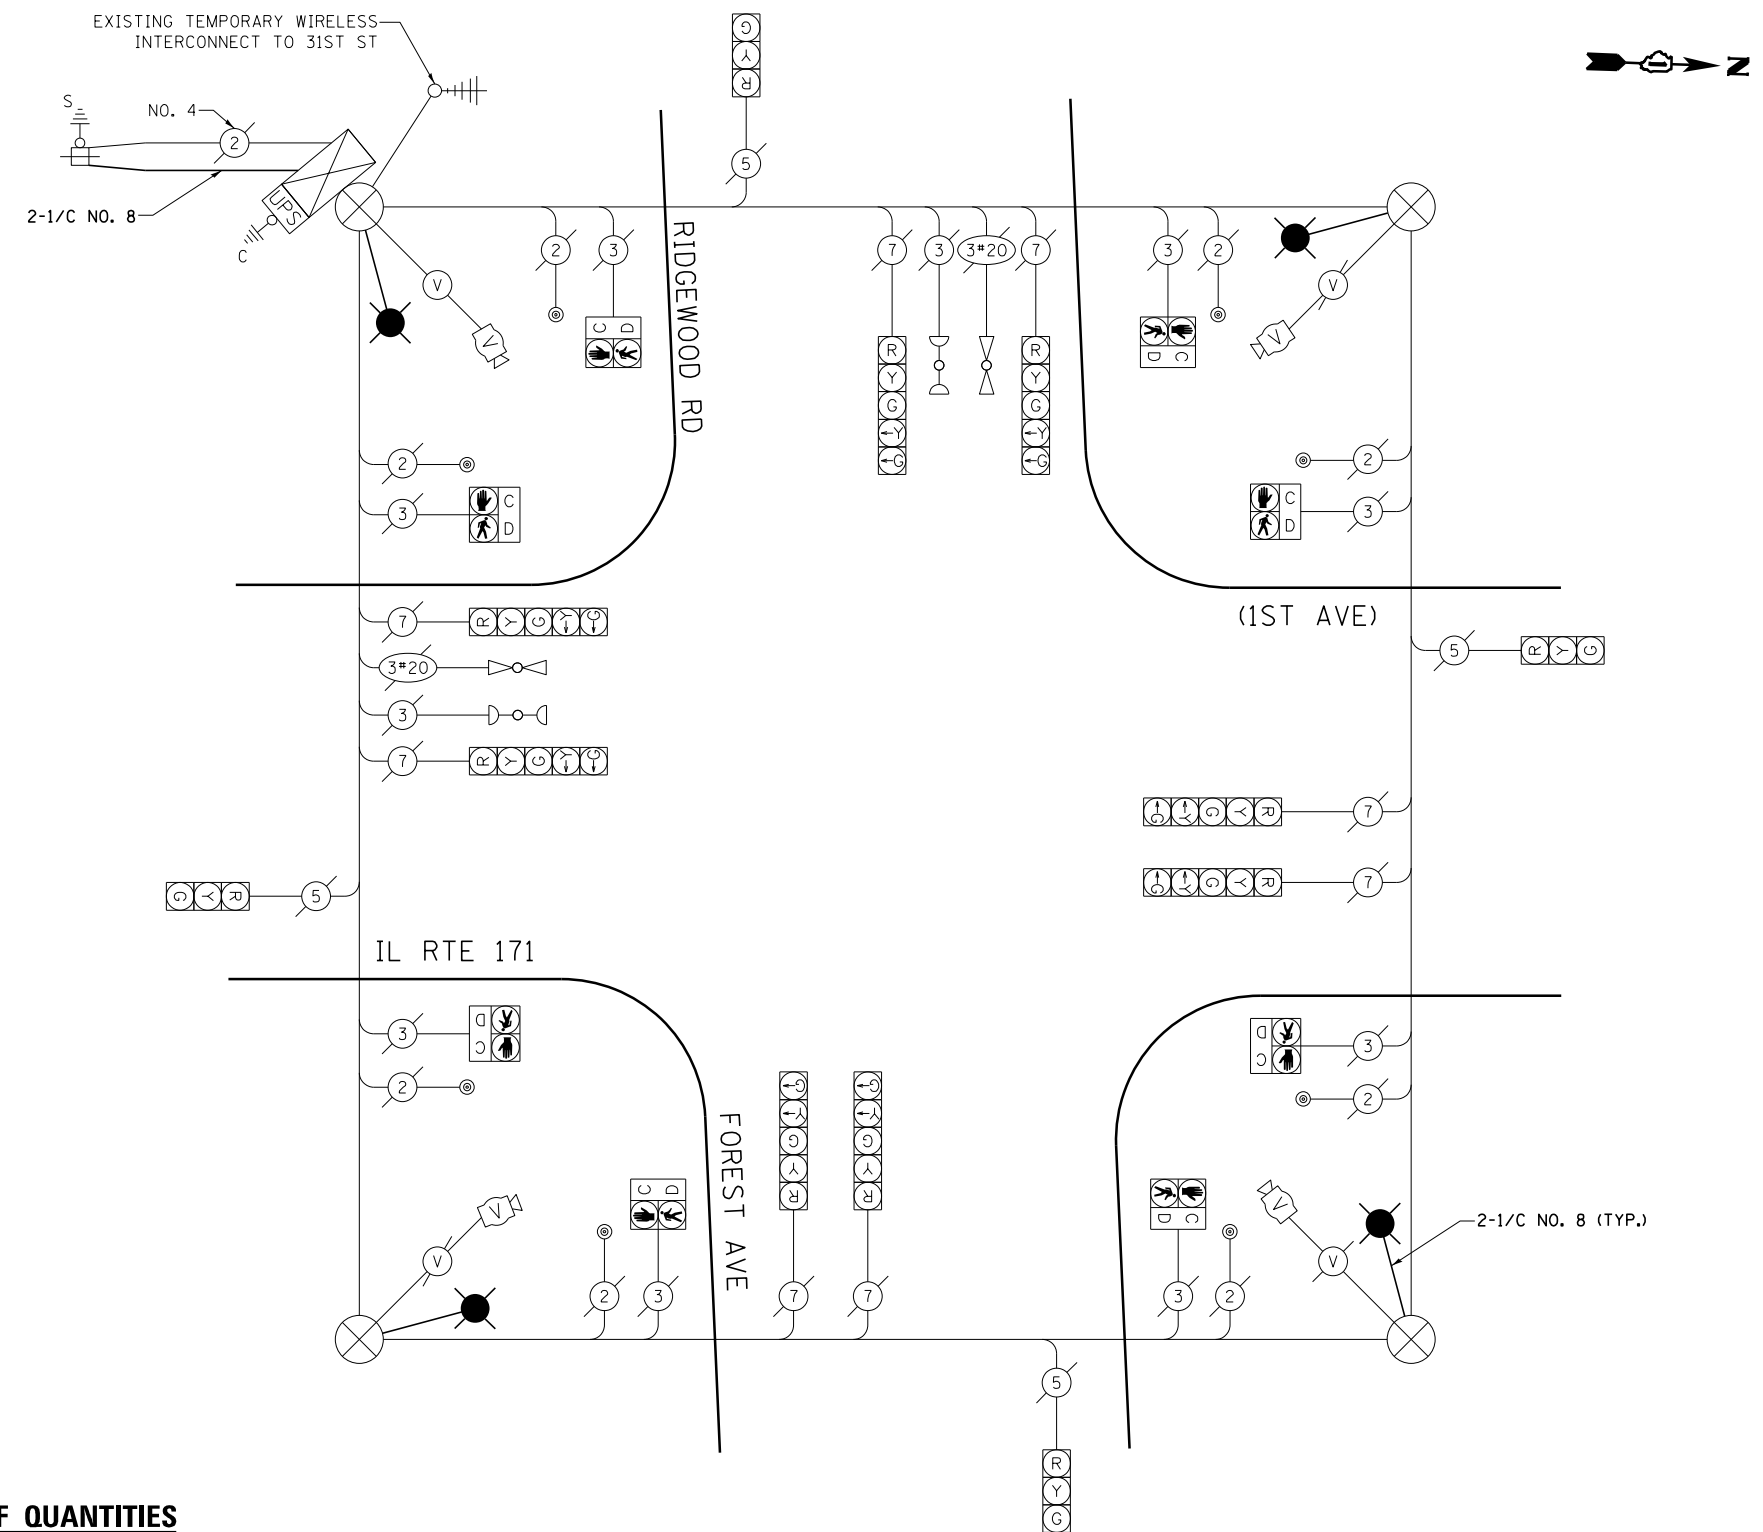 EXISTING TEMPORARY WIRELESS
INTERCONNECT TO 31ST ST
G
Y
R
N
S
NO. 4
2
5
2-1/C NO. 8
UPS
C
RIDGEWOOD RD
2
3
7
3
3#20
7
3
2
V
V
V
V
C D
D C
R
Y
G
Y
G
R
Y
G
Y
G
2
3
C
D
2
3
C
D
(1ST AVE)
7
R Y G Y G
5
R Y G
3#20
3
7
R Y G Y G
G Y G Y R
7
G Y G Y R
7
G Y R
5
IL RTE 171
3
D
C
2
D
C
3
2
FOREST AVE
G
Y
G
Y
R
G
Y
G
Y
R
C D
D C
V
V
V
V
2-1/C NO. 8 (TYP.)
2
3
7
7
3
2
5
R
Y
G
F QUANTITIES